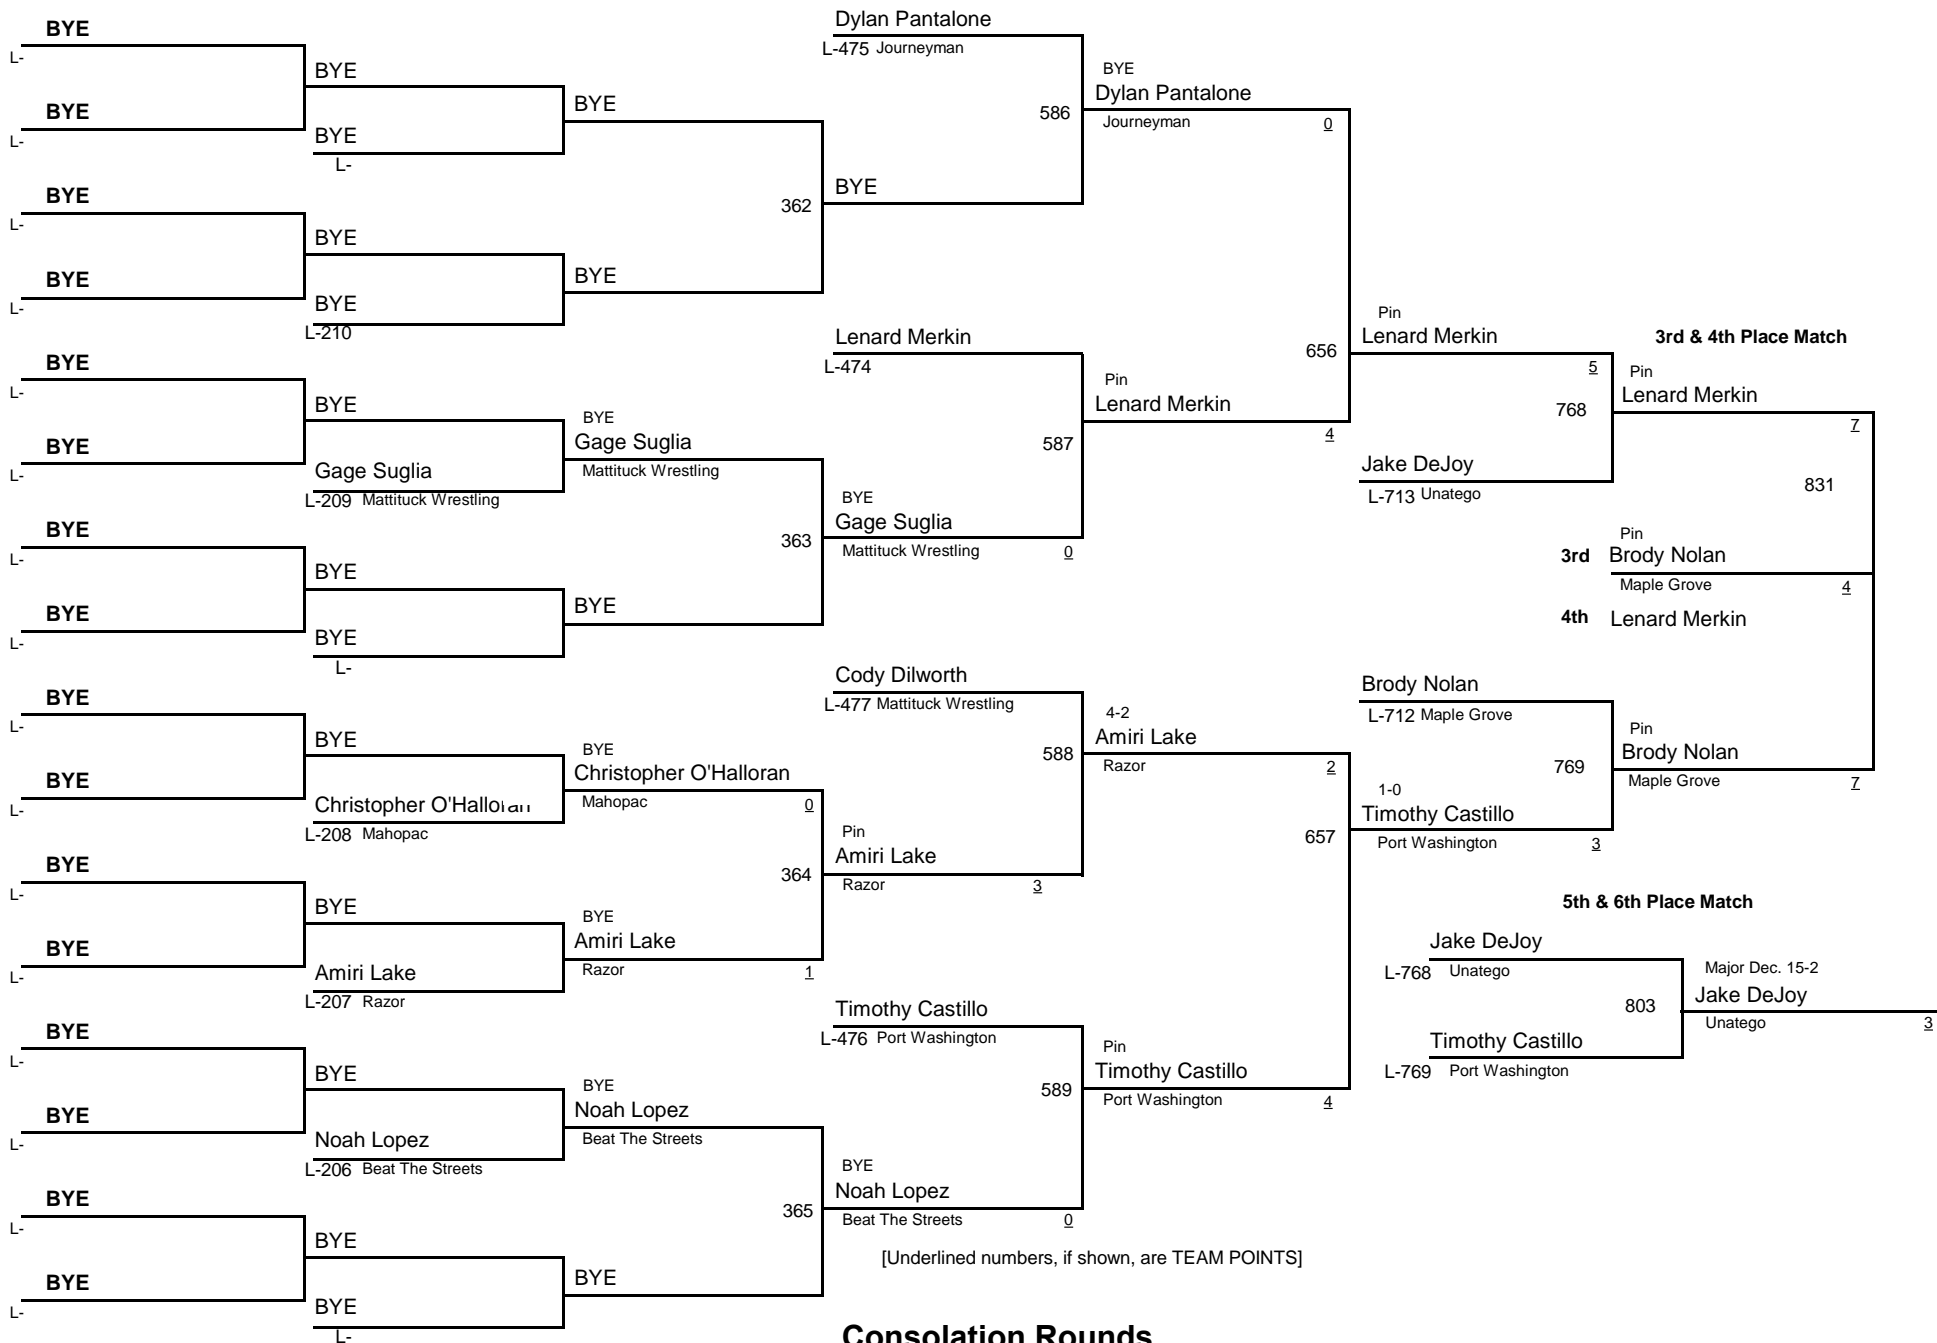 BYE
L-
BYE
L-
BYE
L-
BYE
L-
BYE
L-
BYE
L-
BYE
L-
BYE
L-
BYE
L-
BYE
L-
BYE
L-
BYE
L-
BYE
L-
BYE
L-
BYE
L-
BYE
L-
BYE
BYE
L-
BYE
BYE
L-210
BYE
Gage Suglia
L-209 Mattituck Wrestling
BYE
BYE
L-
BYE
Christopher O'Halloran
L-208 Mahopac
BYE
Amiri Lake
L-207 Razor
BYE
Noah Lopez
L-206 Beat The Streets
BYE
BYE
L-
BYE
362
BYE
BYE
Gage Suglia
Mattituck Wrestling
363
BYE
BYE
Christopher O'Halloran
Mahopac 0
364
BYE
Amiri Lake
Razor 1
BYE
Noah Lopez
Beat The Streets
365
BYE
Dylan Pantalone
L-475 Journeyman
586
BYE
Lenard Merkin
L-474
587
BYE
Gage Suglia
Mattituck Wrestling 0
Cody Dilworth
L-477 Mattituck Wrestling
588
Pin
Amiri Lake
Razor 3
Timothy Castillo
L-476 Port Washington
589
BYE
Noah Lopez
Beat The Streets 0
BYE
Dylan Pantalone
Journeyman 0
656
Pin
Lenard Merkin
4
4-2
Amiri Lake
Razor 2
657
Pin
Timothy Castillo
Port Washington 4
Pin
Lenard Merkin
5
768
Jake DeJoy
L-713 Unatego
Brody Nolan
L-712 Maple Grove
769
1-0
Timothy Castillo
Port Washington 3
3rd & 4th Place Match
Pin
Lenard Merkin
7
831
Pin
3rd Brody Nolan
Maple Grove 4
4th Lenard Merkin
Pin
Brody Nolan
Maple Grove 7
5th & 6th Place Match
Jake DeJoy
L-768 Unatego
803
Timothy Castillo
L-769 Port Washington
Major Dec. 15-2
Jake DeJoy
Unatego 3
[Underlined numbers, if shown, are TEAM POINTS]
Consolation Rounds